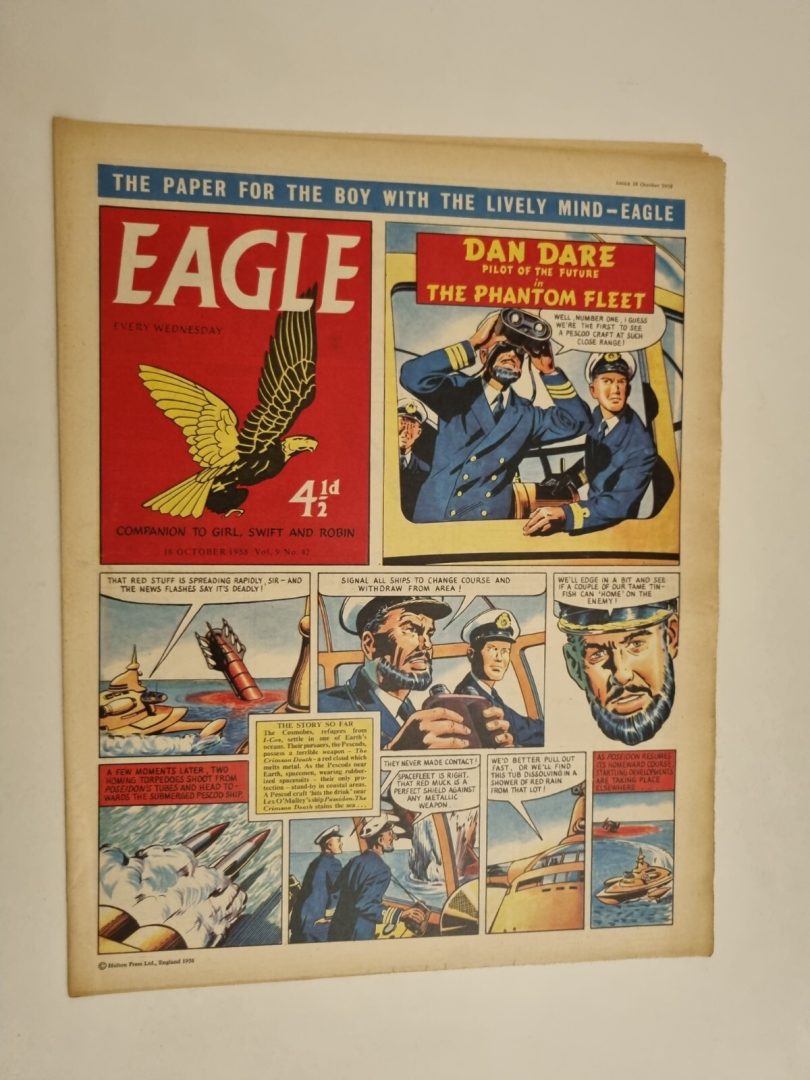 Eagle 18 October 1958
THE PAPER FOR THE BOY WITH THE LIVELY MIND—EAGLE
EAGLE
EVERY WEDNESDAY
4½d
COMPANION TO GIRL, SWIFT AND ROBIN
18 OCTOBER 1958 Vol. 9 No. 42
DAN DARE
PILOT OF THE FUTURE
in
THE PHANTOM FLEET
WELL, NUMBER ONE, I GUESS
WE'RE THE FIRST TO SEE
A PESCOD CRAFT AT SUCH
CLOSE RANGE!
THAT RED STUFF IS SPREADING RAPIDLY, SIR — AND
THE NEWS FLASHES SAY IT'S DEADLY!
SIGNAL ALL SHIPS TO CHANGE COURSE AND
WITHDRAW FROM AREA!
WE'LL EDGE IN A BIT AND SEE
IF A COUPLE OF OUR TAME TIN-
FISH CAN 'HOME' ON THE
ENEMY!
THE STORY SO FAR
The Cosmobes, refugees from
I-Cos, settle in one of Earth's
oceans. Their pursuers, the Pescods,
possess a terrible weapon – The
Crimson Death – a red cloud which
melts metal. As the Pescods near
Earth, spacemen, wearing rubber-
ized spacesuits – their only pro-
tection – stand-by in coastal areas.
A Pescod craft 'hits the drink' near
Lex O'Malley's ship Poseidon. The
Crimson Death stains the sea ...
A FEW MOMENTS LATER, TWO
HOMING TORPEDOES SHOOT FROM
POSEIDON'S TUBES AND HEAD TO-
WARDS THE SUBMERGED PESCOD SHIP.
THEY NEVER MADE CONTACT!
SPACEFLEET IS RIGHT.
THAT RED MUCK IS A
PERFECT SHIELD AGAINST
ANY METALLIC
WEAPON.
WE'D BETTER PULL OUT
FAST, OR WE'LL FIND
THIS TUB DISSOLVING IN A
SHOWER OF RED RAIN
FROM THAT LOT!
AS POSEIDON RESUMES
ITS HOMEWARD COURSE
STARTLING DEVELOPMENTS
ARE TAKING PLACE
ELSEWHERE
© Hulton Press Ltd., England 1958